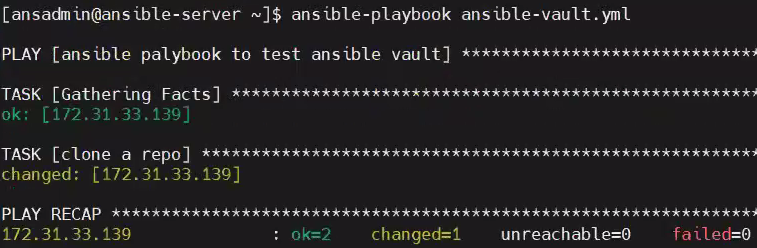 [ansadmin@ansible-server ~]$ ansible-playbook ansible-vault.yml
PLAY [ansible palybook to test ansible vault] ******************************
TASK [Gathering Facts] *****************************************************
ok: [172.31.33.139]
TASK [clone a repo] ********************************************************
changed: [172.31.33.139]
PLAY RECAP *****************************************************************
172.31.33.139 : ok=2 changed=1 unreachable=0 failed=0